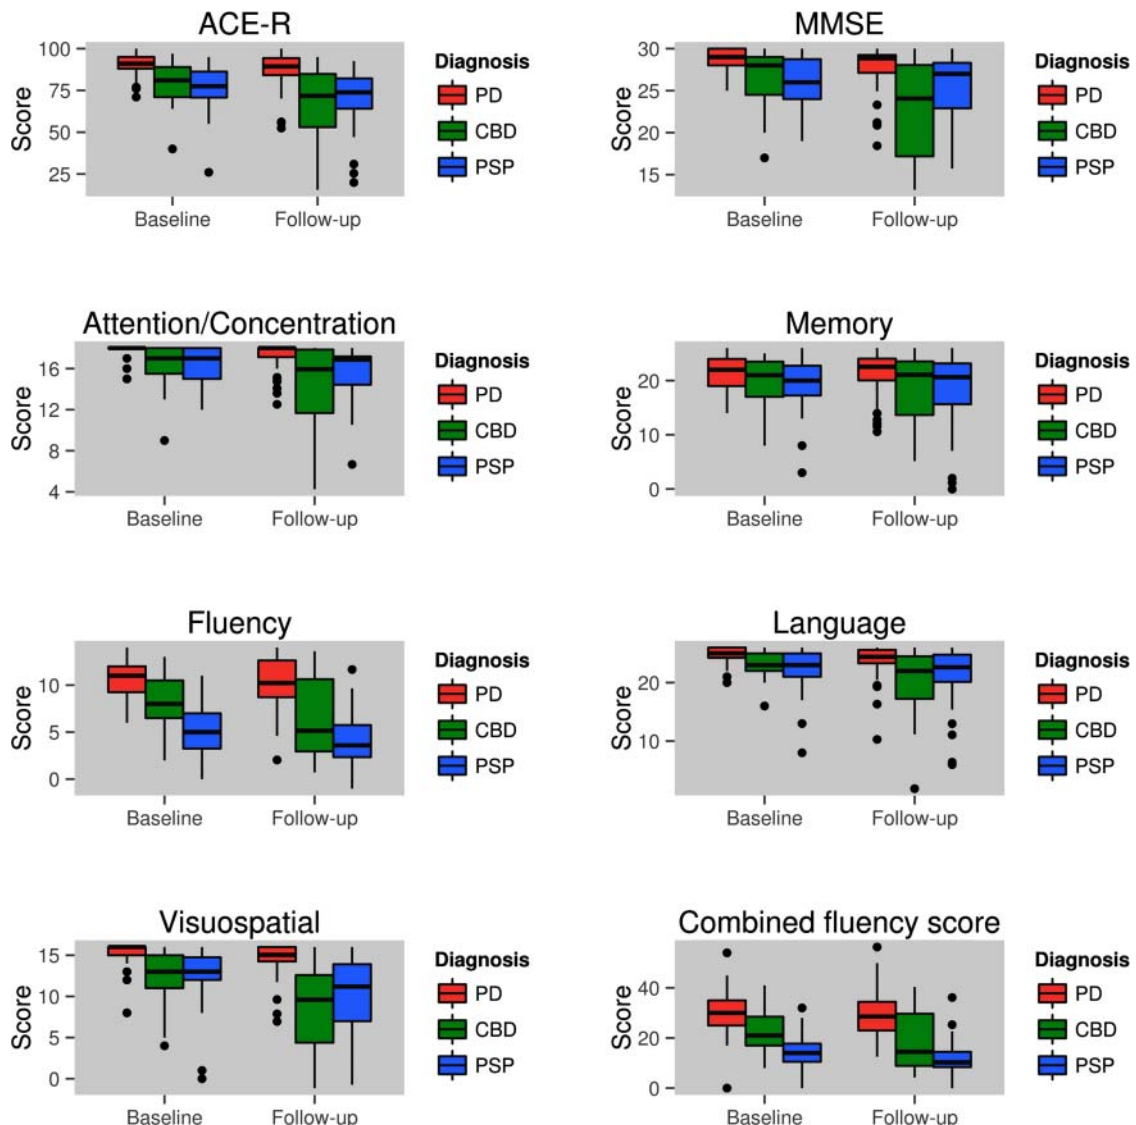 ACE-R
Score
100
75
50
25
Baseline Follow-up
Diagnosis
PD
CBD
PSP
MMSE
Score
30
25
20
15
Baseline Follow-up
Diagnosis
PD
CBD
PSP
Attention/Concentration
Score
16
12
8
4
Baseline Follow-up
Diagnosis
PD
CBD
PSP
Memory
Score
20
10
0
Baseline Follow-up
Diagnosis
PD
CBD
PSP
Fluency
Score
10
5
0
Baseline Follow-up
Diagnosis
PD
CBD
PSP
Language
Score
20
10
Baseline Follow-up
Diagnosis
PD
CBD
PSP
Visuospatial
Score
15
10
5
0
Baseline Follow-up
Diagnosis
PD
CBD
PSP
Combined fluency score
Score
40
20
0
Baseline Follow-up
Diagnosis
PD
CBD
PSP